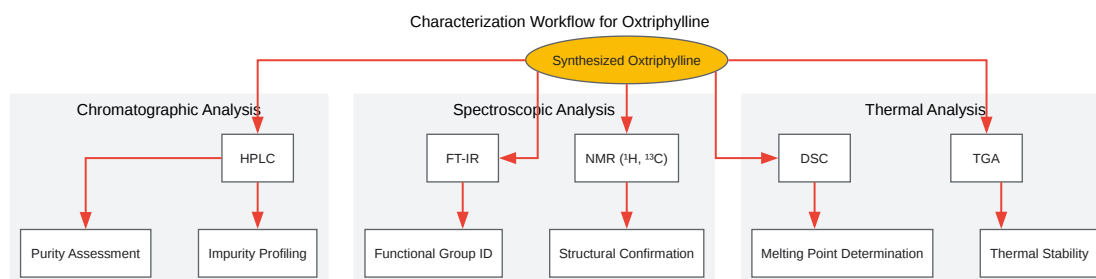 Characterization Workflow for Oxtriphylline
Synthesized Oxtriphylline
Chromatographic Analysis
Spectroscopic Analysis
Thermal Analysis
HPLC
FT-IR
NMR (¹H, ¹³C)
DSC
TGA
Purity Assessment
Impurity Profiling
Functional Group ID
Structural Confirmation
Melting Point Determination
Thermal Stability